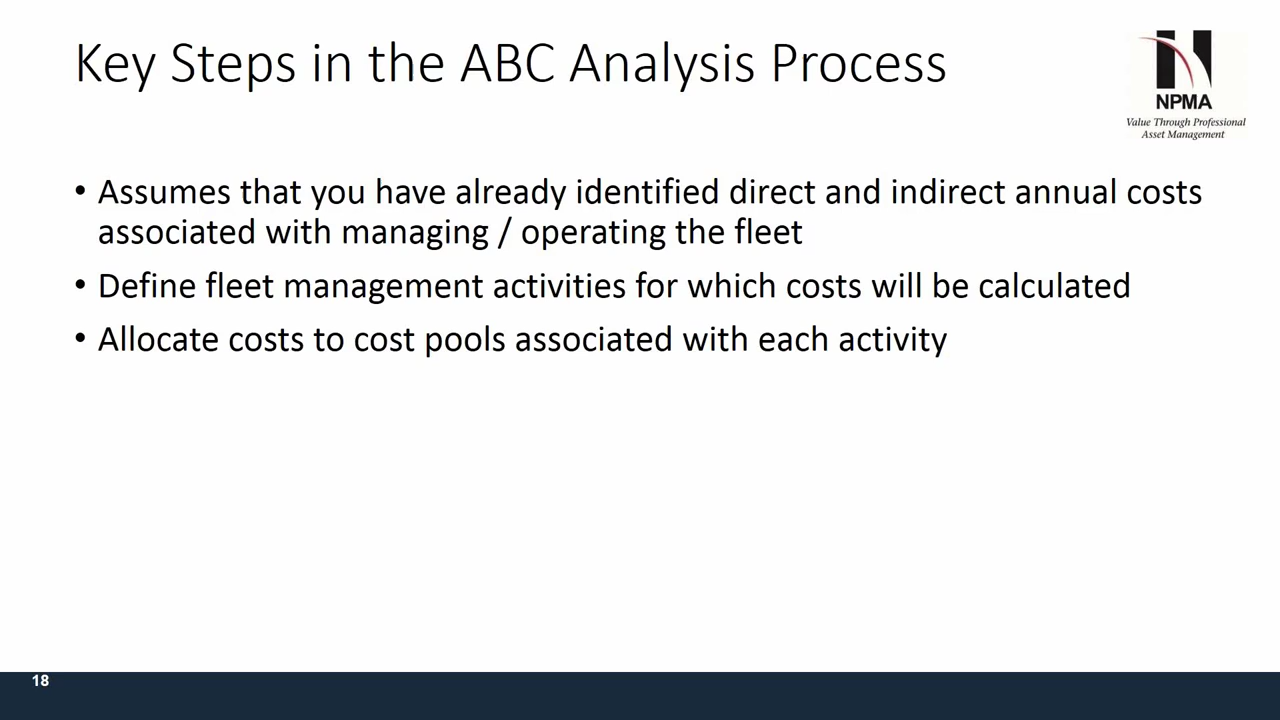 Key Steps in the ABC Analysis Process
NPMA
Value Through Professional
Asset Management
• Assumes that you have already identified direct and indirect annual costs
associated with managing / operating the fleet
• Define fleet management activities for which costs will be calculated
• Allocate costs to cost pools associated with each activity
18